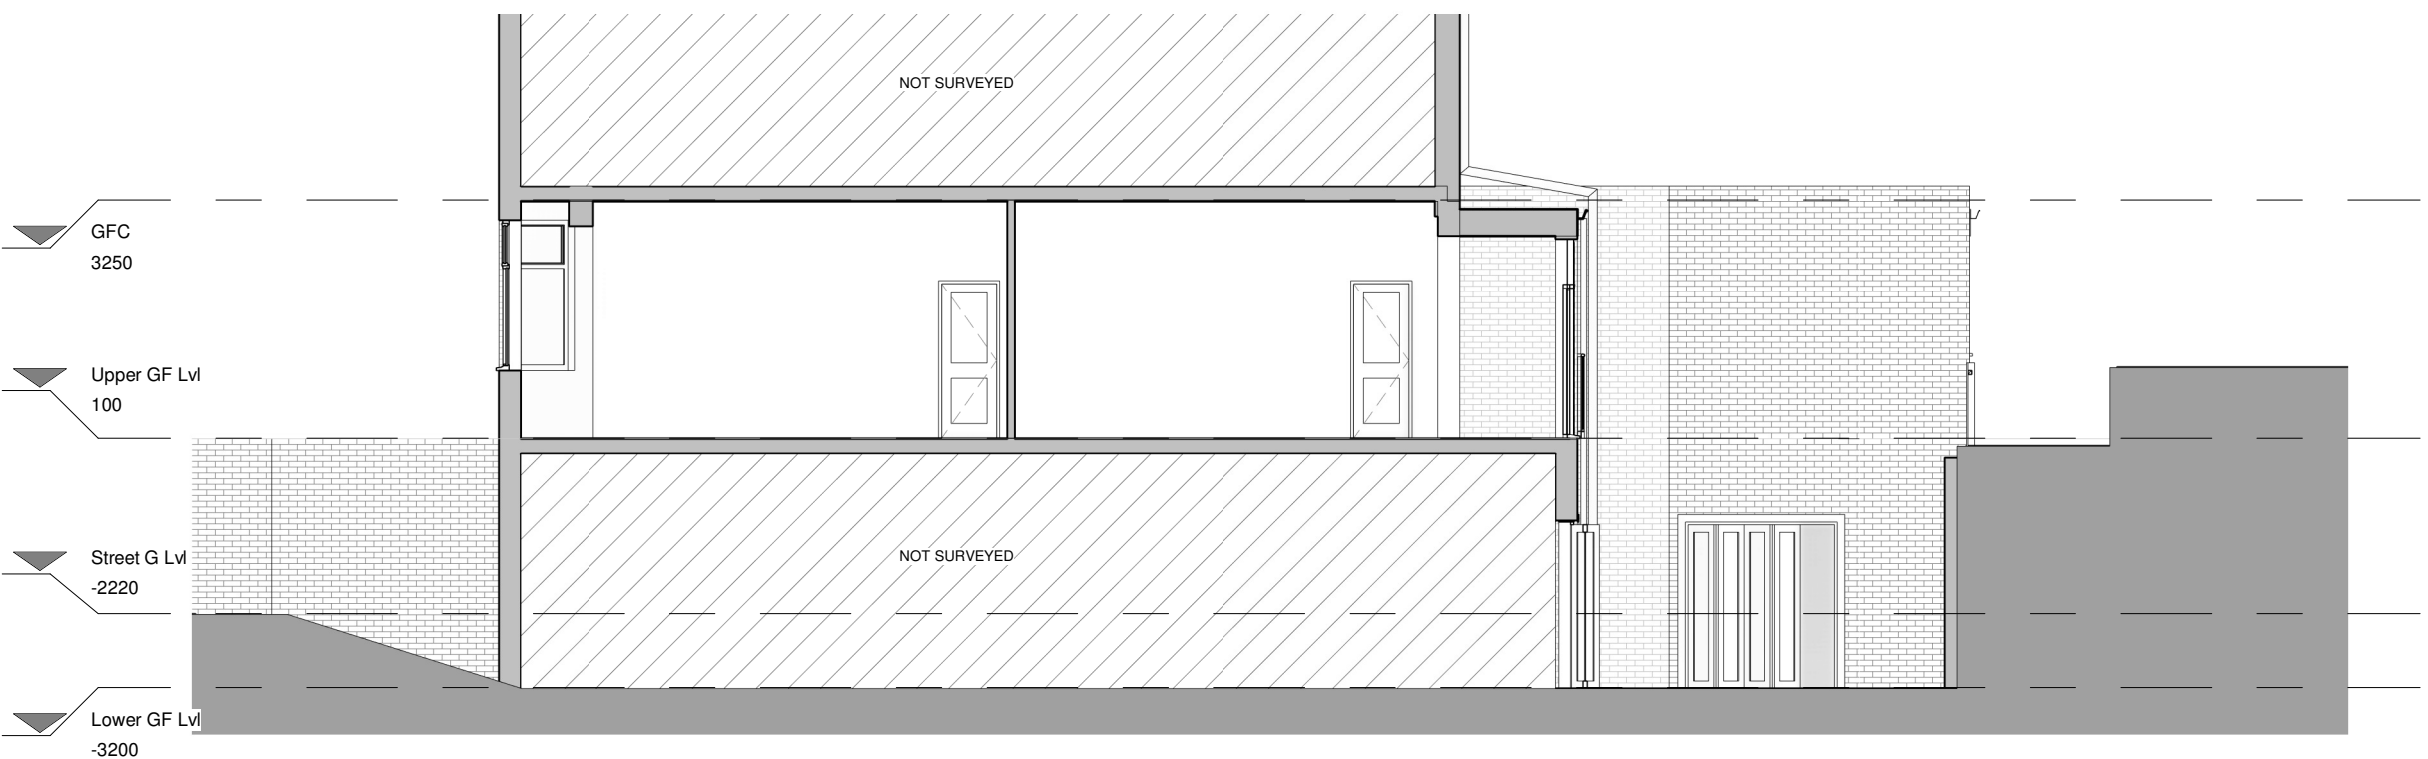 NOT SURVEYED
GFC
3250
Upper GF Lvl
100
Street G Lvl
-2220
NOT SURVEYED
Lower GF Lvl
-3200